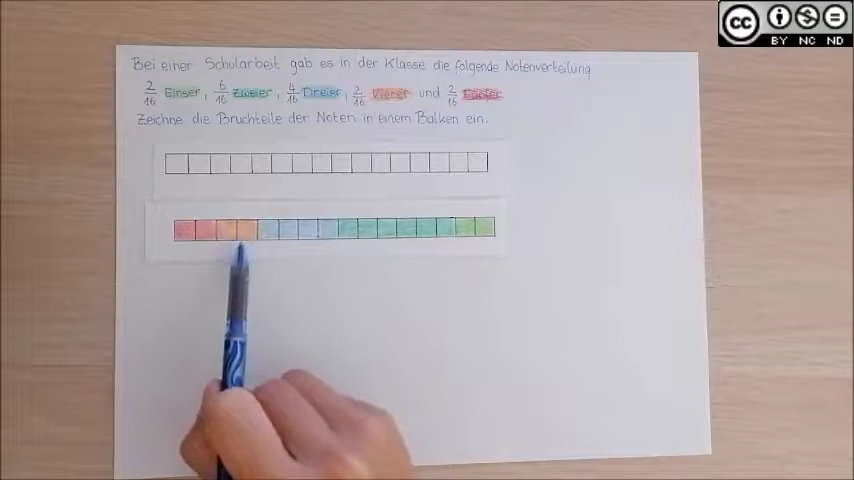 Bei einer Schularbeit gab es in der Klasse die folgende Notenverteilung
2/16 Einser, 6/16 Zweier, 4/16 Dreier, 2/16 Vierer und 2/16 Fünfer
Zeichne die Bruchteile der Noten in einem Balken ein.
CC BY NC ND